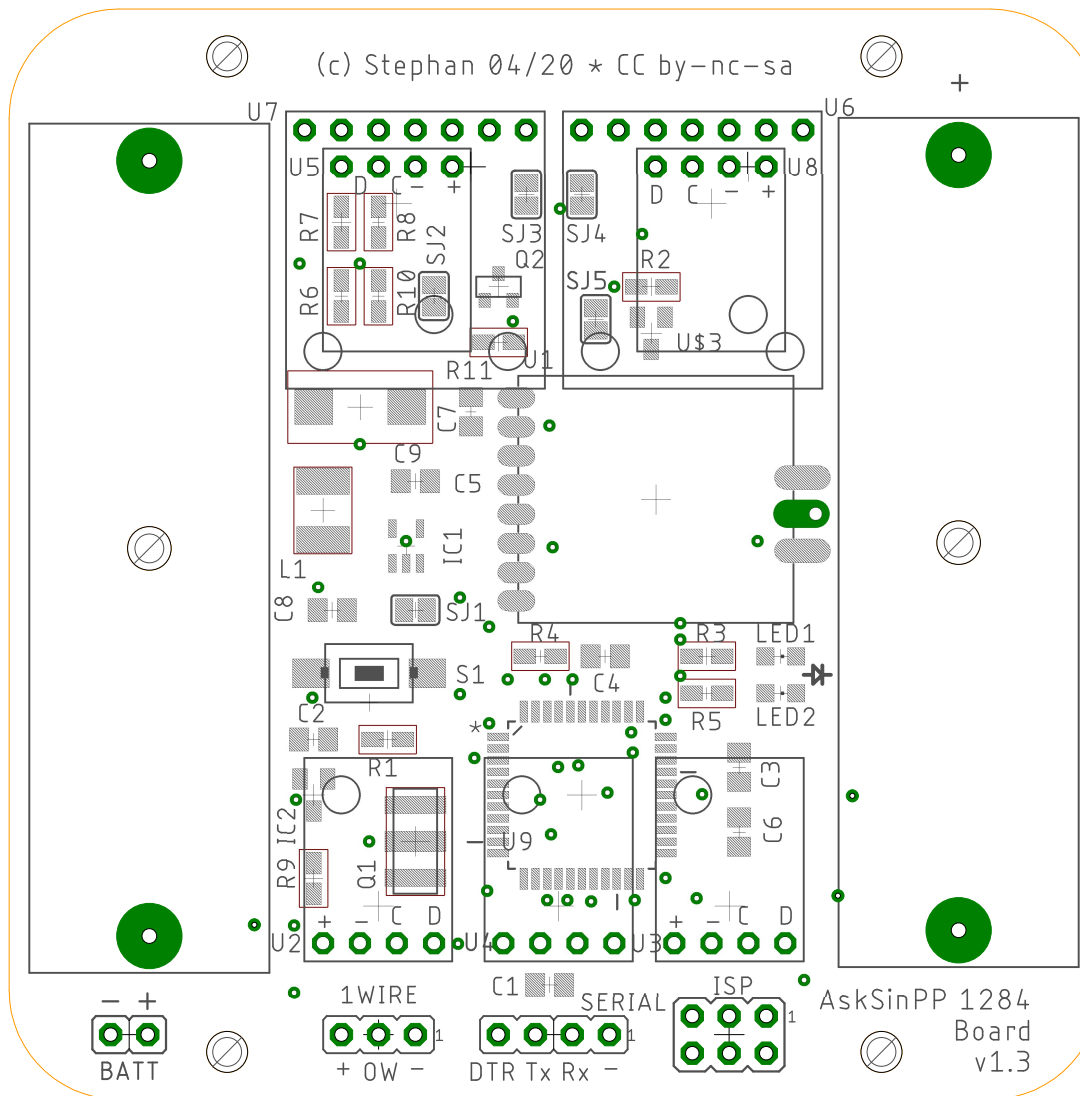 (c) Stephan 04/20 * CC by-nc-sa
+
U7
U6
U5
U8
D C - +
D C - +
R7
R8
SJ2
SJ3
SJ4
Q2
R2
SJ5
R6
R10
U$3
U1
R11
C7
C9
C5
IC1
L1
C8
SJ1
R4
R3
LED1
S1
C4
C2
R5
LED2
*
R1
C3
IC2
C6
U9
R9
Q1
+ - C D
+ - C D
U2
U4
U3
C1
ISP
- +
1WIRE
SERIAL
AskSinPP 1284
1
1
1
Board
BATT
+ OW -
DTR Tx Rx -
v1.3